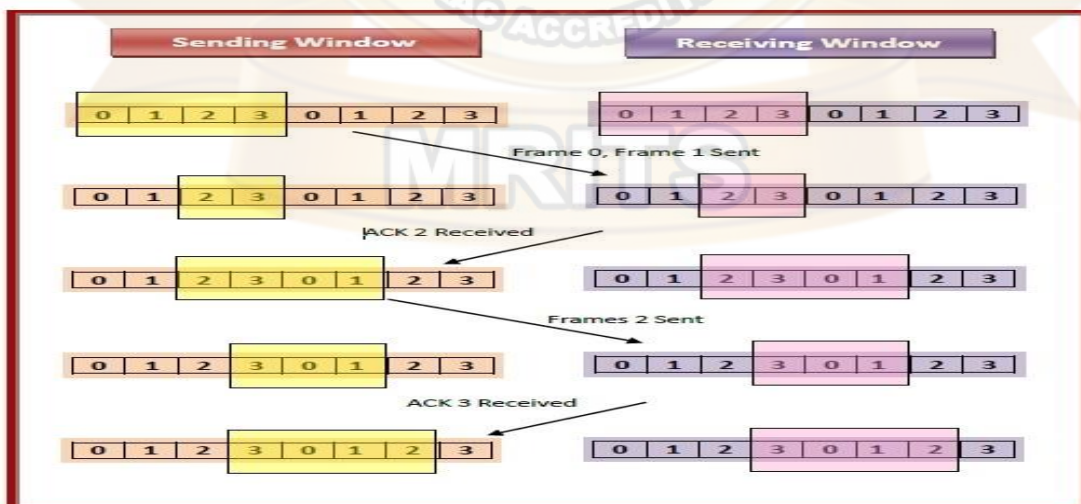 AC ACCREDIT
Sending Window Receiving Window
0 1 2 3 0 1 2 3 0 1 2 3 0 1 2 3
Frame 0, Frame 1 Sent
MRITS
0 1 2 3 0 1 2 3 0 1 2 3 0 1 2 3
ACK 2 Received
0 1 2 3 0 1 2 3 0 1 2 3 0 1 2 3
Frames 2 Sent
0 1 2 3 0 1 2 3 0 1 2 3 0 1 2 3
ACK 3 Received
0 1 2 3 0 1 2 3 0 1 2 3 0 1 2 3